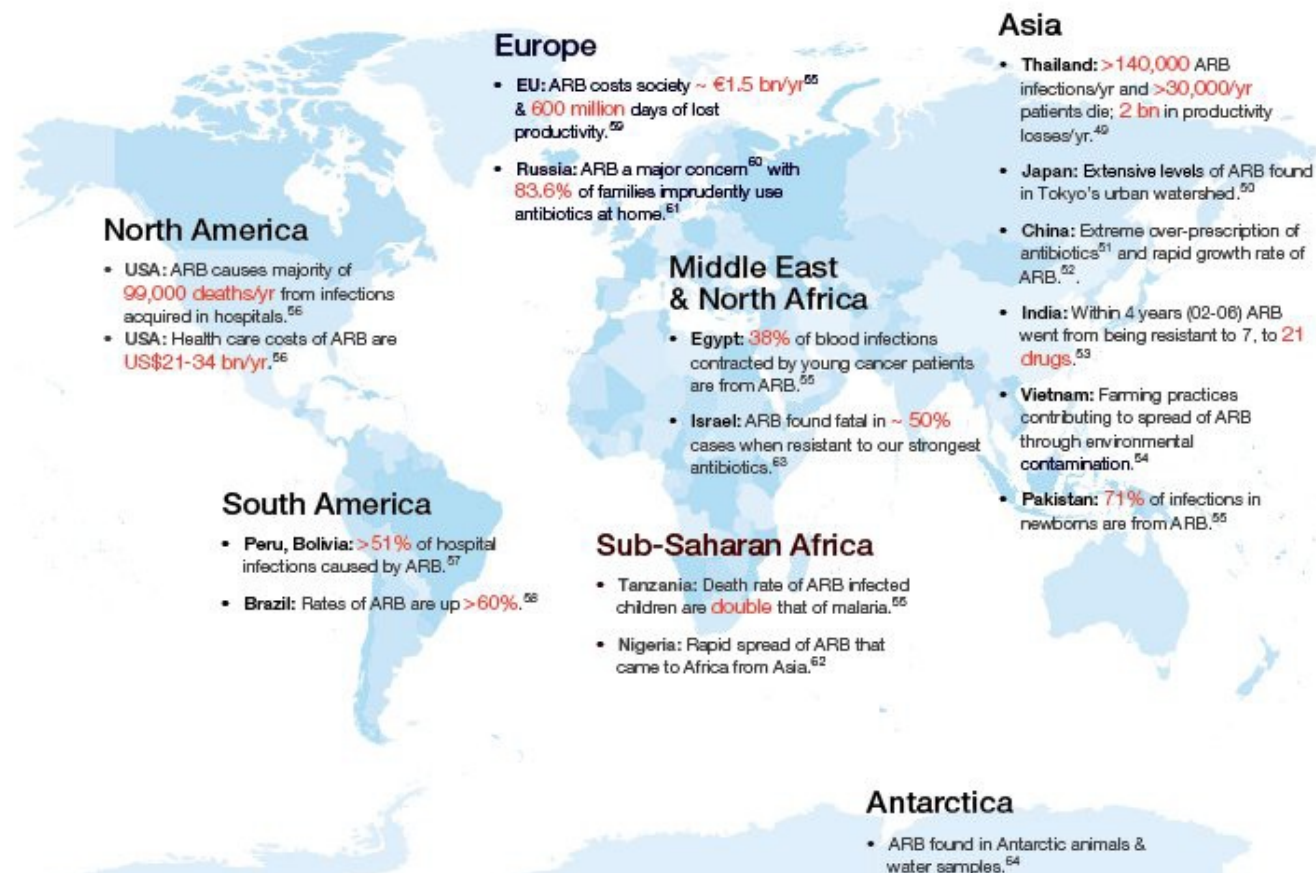 Europe
• EU: ARB costs society ~ €1.5 bn/yr55
& 600 million days of lost
productivity.59
• Russia: ARB a major concern60 with
83.6% of families imprudently use
antibiotics at home.61
Asia
• Thailand: >140,000 ARB
infections/yr and >30,000/yr
patients die; 2 bn in productivity
losses/yr.49
• Japan: Extensive levels of ARB found
in Tokyo's urban watershed.50
• China: Extreme over-prescription of
antibiotics51 and rapid growth rate of
ARB.52.
• India: Within 4 years (02-06) ARB
went from being resistant to 7, to 21
drugs.53
• Vietnam: Farming practices
contributing to spread of ARB
through environmental
contamination.54
• Pakistan: 71% of infections in
newborns are from ARB.55
North America
• USA: ARB causes majority of
99,000 deaths/yr from infections
acquired in hospitals.56
• USA: Health care costs of ARB are
US$21-34 bn/yr.56
Middle East
& North Africa
• Egypt: 38% of blood infections
contracted by young cancer patients
are from ARB.55
• Israel: ARB found fatal in ~ 50%
cases when resistant to our strongest
antibiotics.63
South America
• Peru, Bolivia: >51% of hospital
infections caused by ARB.57
• Brazil: Rates of ARB are up >60%.58
Sub-Saharan Africa
• Tanzania: Death rate of ARB infected
children are double that of malaria.55
• Nigeria: Rapid spread of ARB that
came to Africa from Asia.62
Antarctica
• ARB found in Antarctic animals &
water samples.64